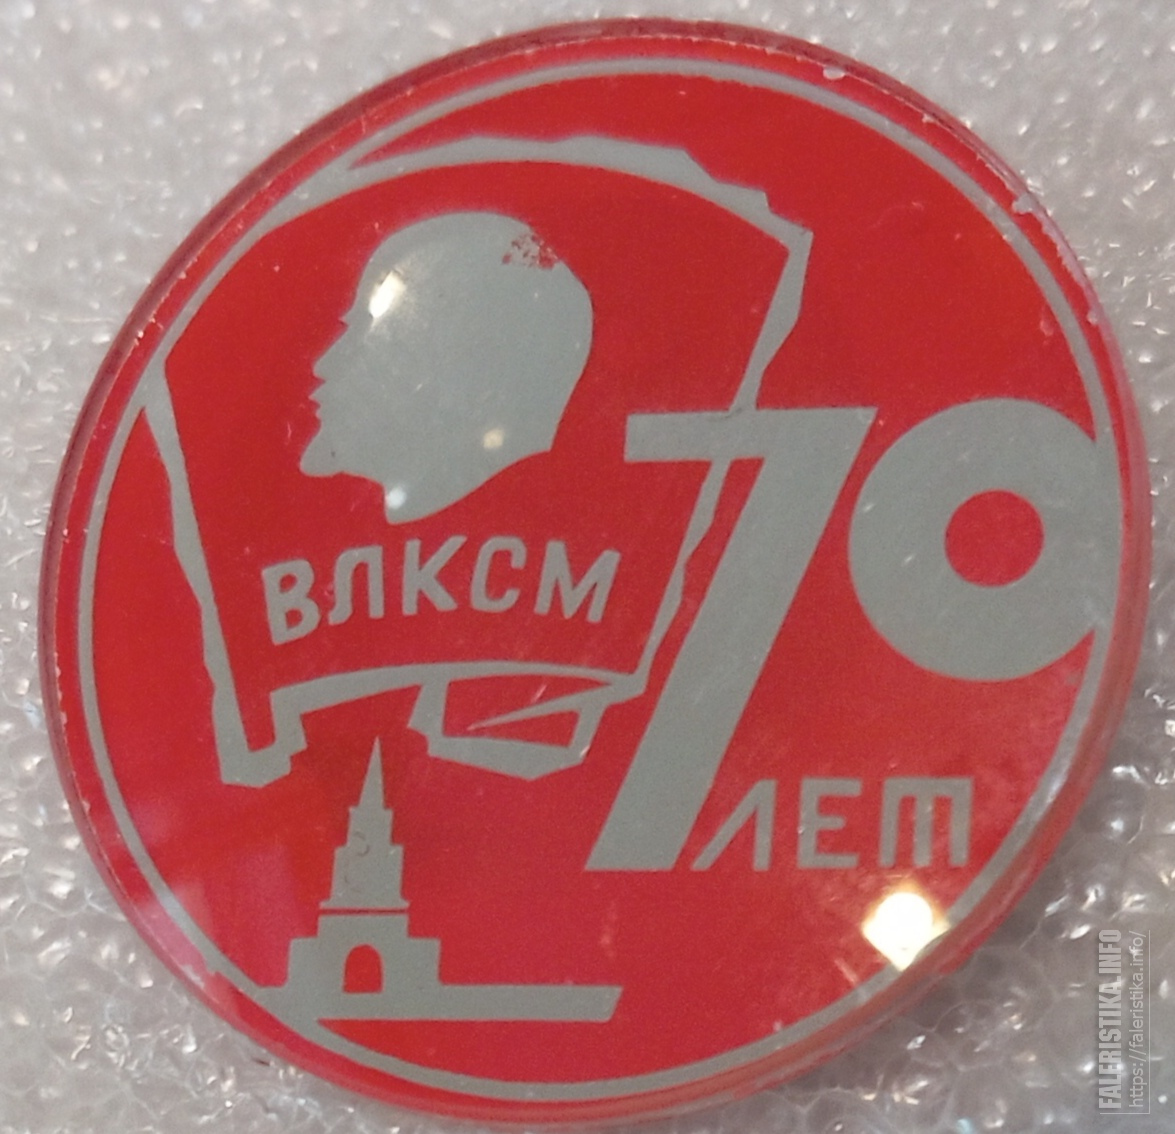 ВЛКСМ
70
ЛЕТ
FALERISTIKA.INFO
https://faleristika.info/